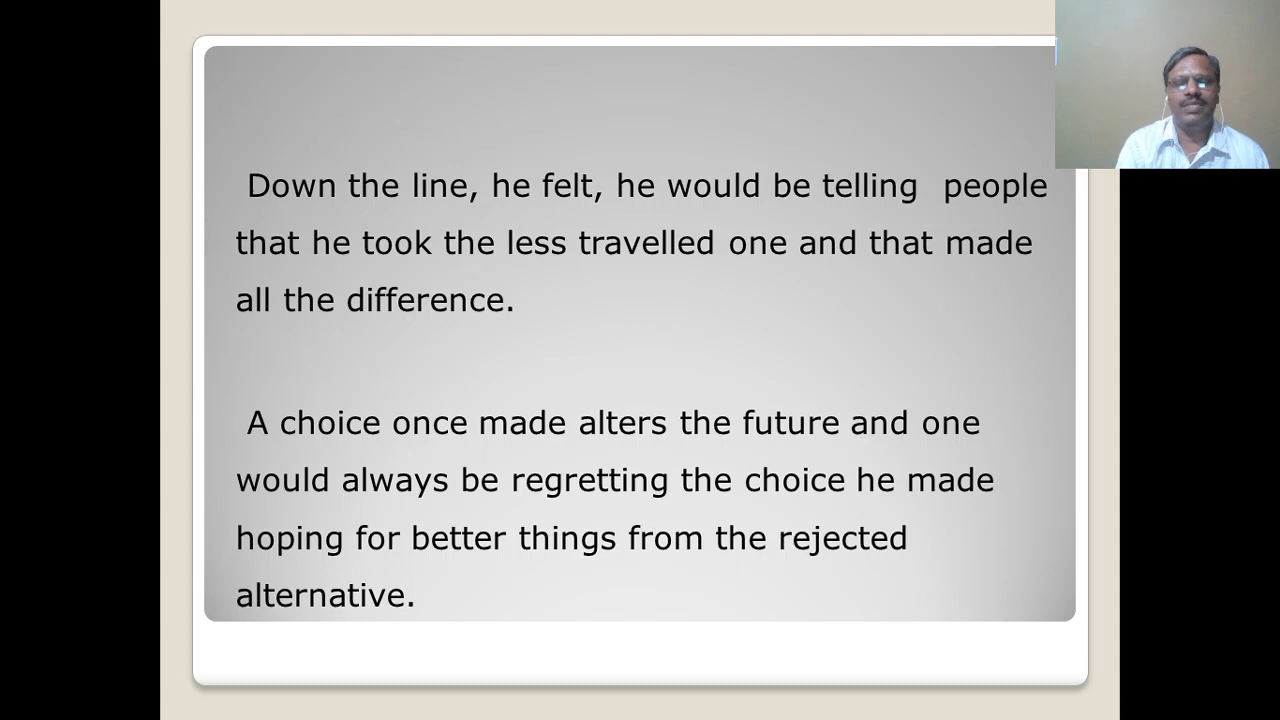 Down the line, he felt, he would be telling  people
that he took the less travelled one and that made
all the difference.
A choice once made alters the future and one
would always be regretting the choice he made
hoping for better things from the rejected
alternative.